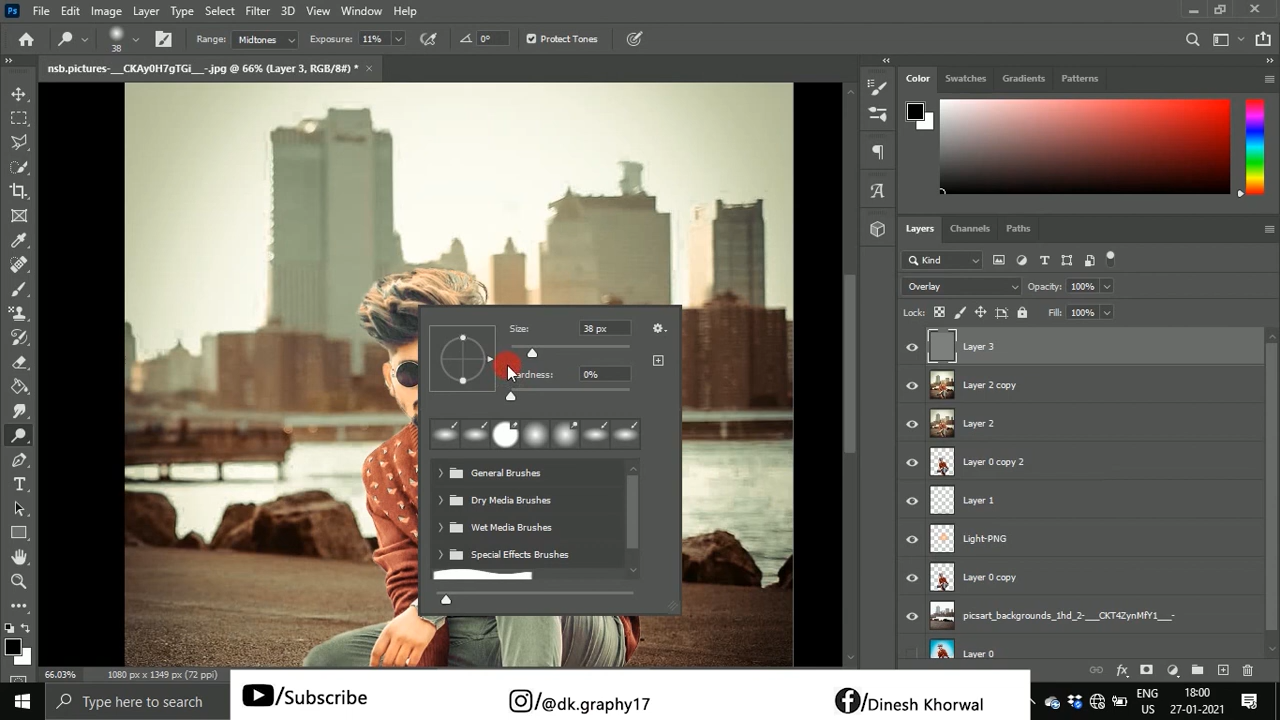 Ps File Edit Image Layer Type Select Filter 3D View Window Help
38 Range: Midtones Exposure: 11% 0° Protect Tones
nsb.pictures-___CKAy0H7gTGi___-.jpg @ 66% (Layer 3, RGB/8#) *
Color Swatches Gradients Patterns
Layers Channels Paths
Kind
Overlay Opacity: 100%
Lock: Fill: 100%
Layer 3
Layer 2 copy
Layer 2
Layer 0 copy 2
Layer 1
Light-PNG
Layer 0 copy
picsart_backgrounds_1hd_2-___CKT4ZynMfY1___-
Layer 0
Size: 38 px
ardness: 0%
General Brushes
Dry Media Brushes
Wet Media Brushes
Special Effects Brushes
66.03% 1080 px x 1349 px (72 ppi)
Type here to search
/Subscribe
/@dk.graphy17
/Dinesh Khorwal
ENG
US
18:00
27-01-2021